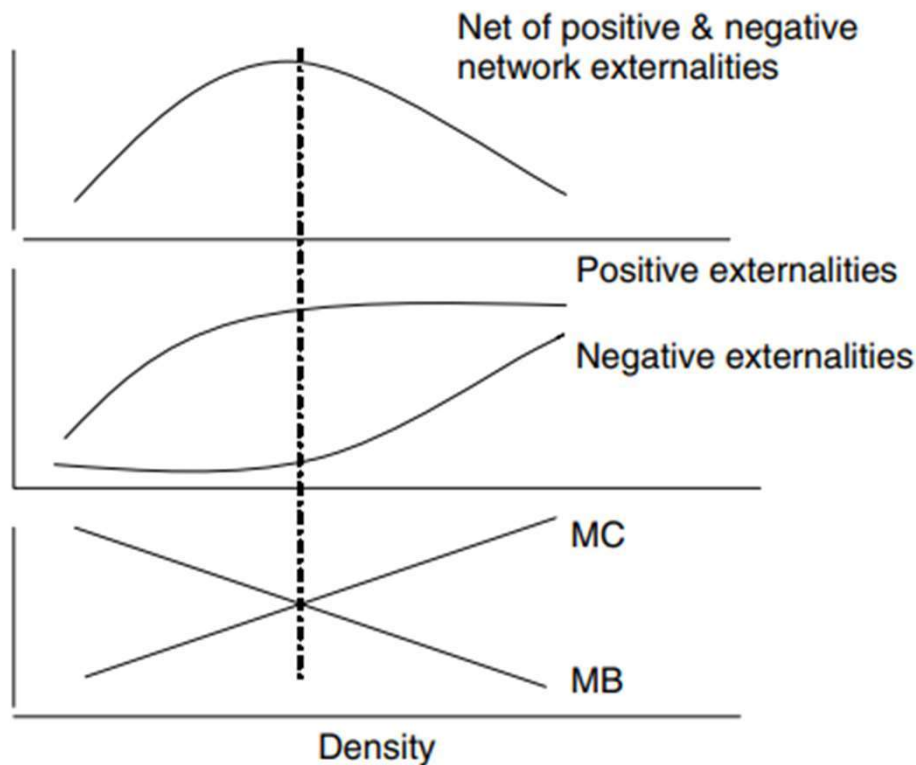 Net of positive & negative
network externalities
Positive externalities
Negative externalities
MC
MB
Density